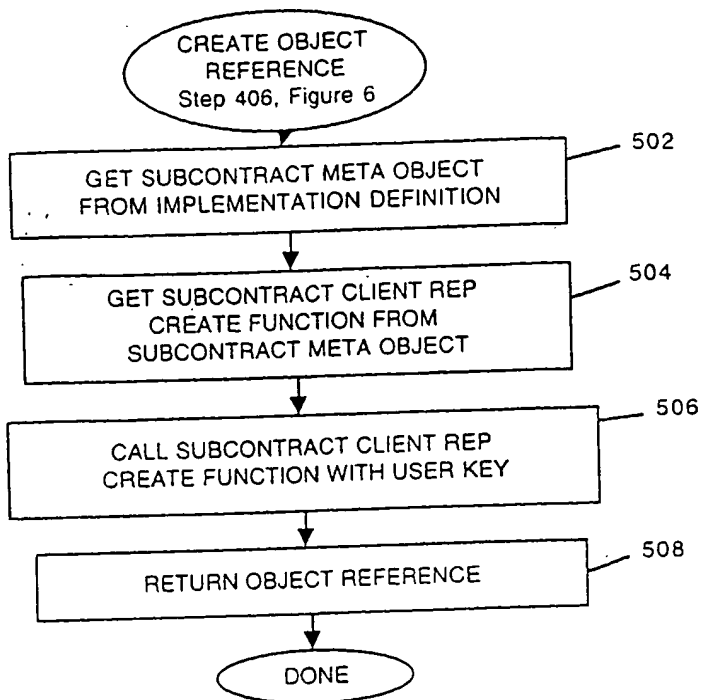 CREATE OBJECT
REFERENCE
Step 406, Figure 6
502
GET SUBCONTRACT META OBJECT
FROM IMPLEMENTATION DEFINITION
504
GET SUBCONTRACT CLIENT REP
CREATE FUNCTION FROM
SUBCONTRACT META OBJECT
506
CALL SUBCONTRACT CLIENT REP
CREATE FUNCTION WITH USER KEY
508
RETURN OBJECT REFERENCE
DONE